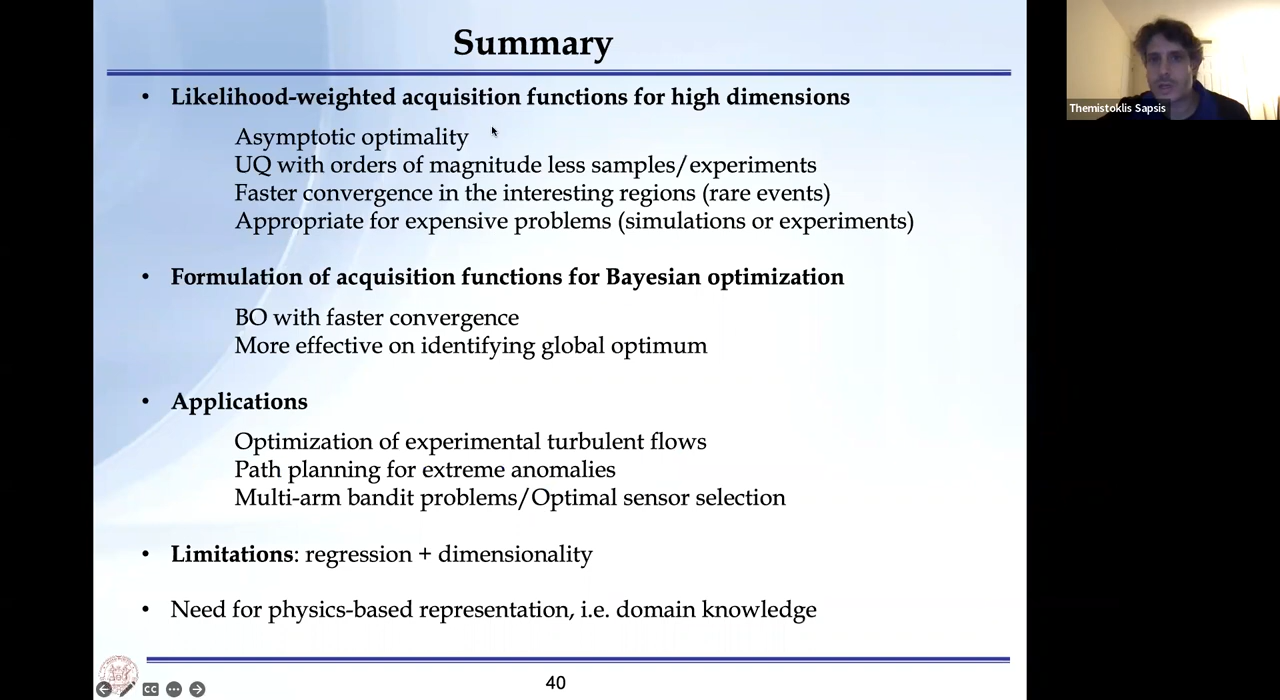 Summary
• Likelihood-weighted acquisition functions for high dimensions
Asymptotic optimality
UQ with orders of magnitude less samples/experiments
Faster convergence in the interesting regions (rare events)
Appropriate for expensive problems (simulations or experiments)
• Formulation of acquisition functions for Bayesian optimization
BO with faster convergence
More effective on identifying global optimum
• Applications
Optimization of experimental turbulent flows
Path planning for extreme anomalies
Multi-arm bandit problems/Optimal sensor selection
• Limitations: regression + dimensionality
• Need for physics-based representation, i.e. domain knowledge
CC
40
Themistoklis Sapsis